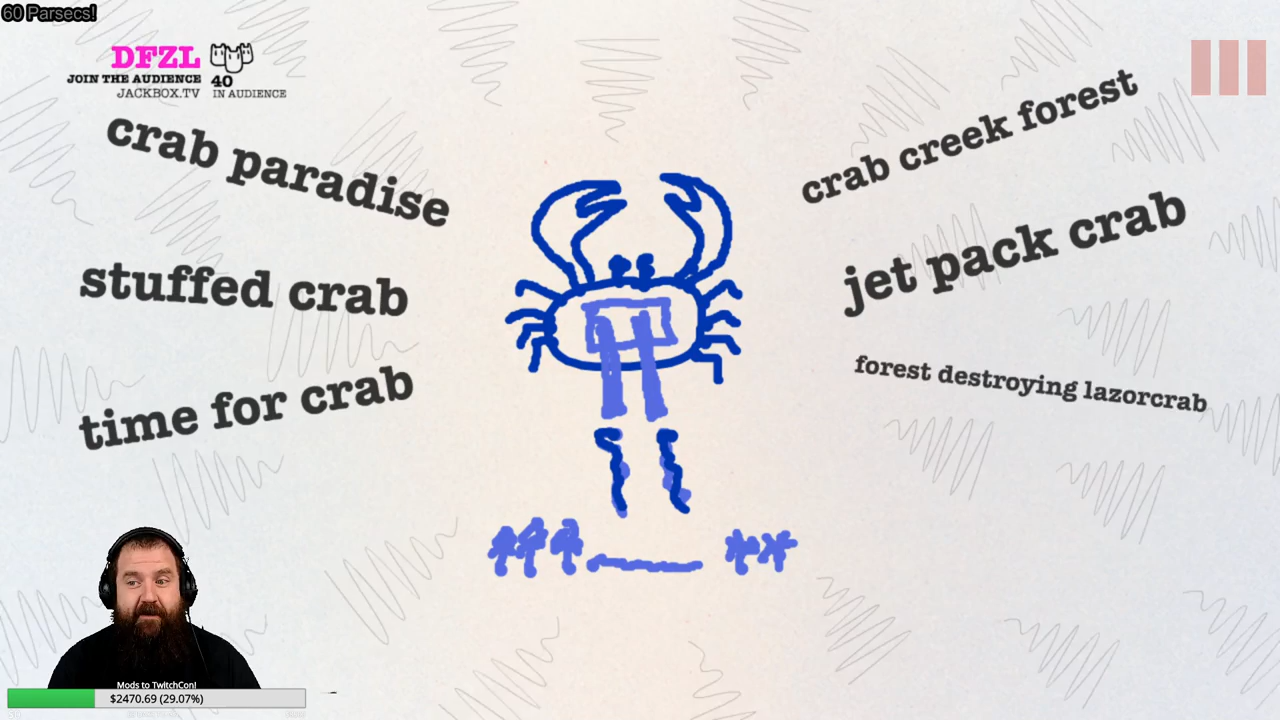 60 Parsecs!
DFZL
JOIN THE AUDIENCE
JACKBOX.TV
40
IN AUDIENCE
crab paradise
stuffed crab
time for crab
crab creek forest
jet pack crab
forest destroying lazorcrab
Mods to TwitchCon!
$2470.69 (29.07%)